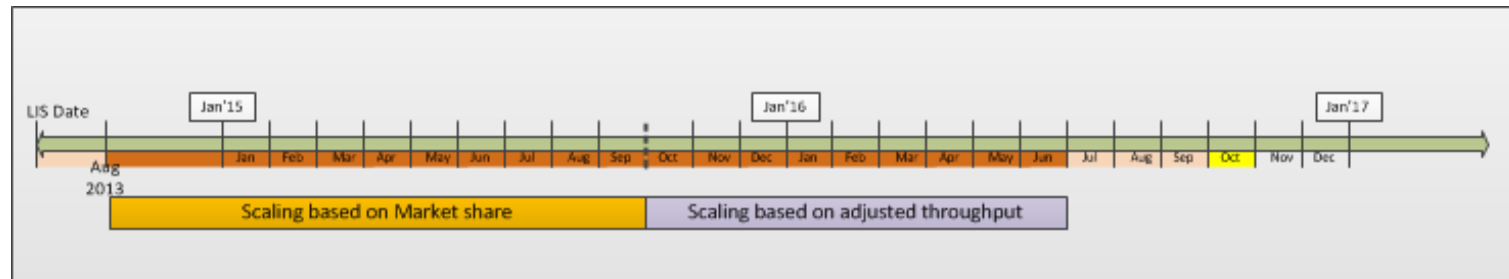 Jan'15
Jan'16
Jan'17
LIS Date
Jan Feb Mar Apr May Jun Jul Aug Sep Oct Nov Dec Jan Feb Mar Apr May Jun Jul Aug Sep Oct Nov Dec
Aug
2013
Scaling based on Market share
Scaling based on adjusted throughput